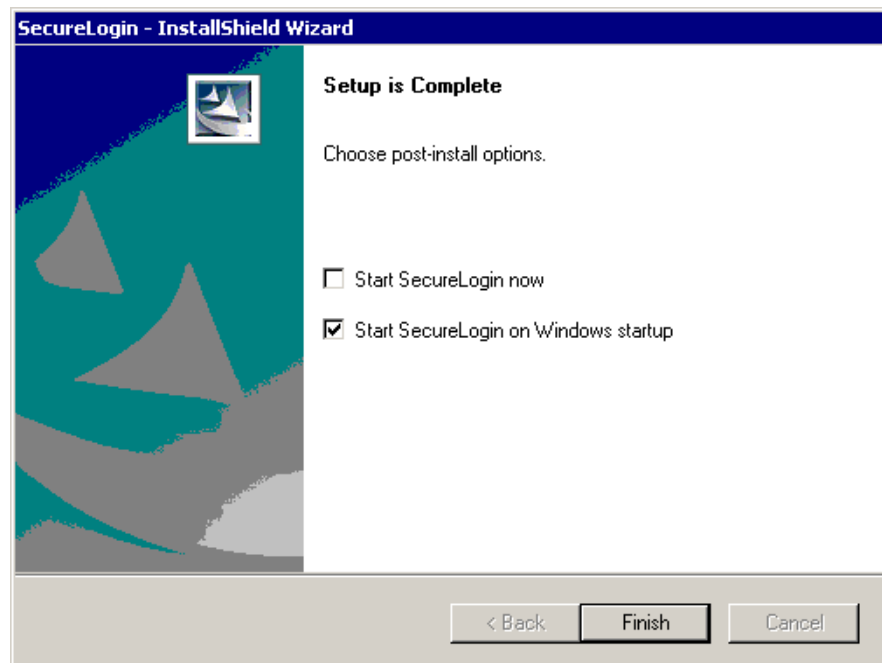 SecureLogin - InstallShield Wizard
Setup is Complete
Choose post-install options.
Start SecureLogin now
Start SecureLogin on Windows startup
< Back
Finish
Cancel